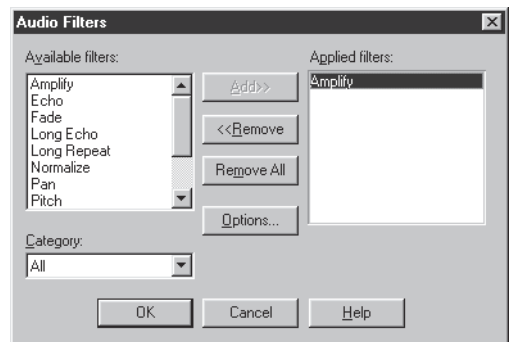 Audio Filters
Available filters:
Amplify
Echo
Fade
Long Echo
Long Repeat
Normalize
Pan
Pitch
Category:
All
Add>>
<<Remove
Remove All
Options...
Applied filters:
Amplify
OK
Cancel
Help